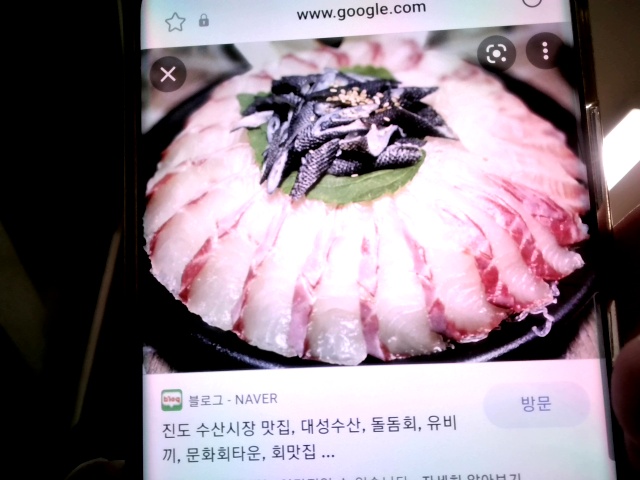 www.google.com
blog 블로그 - NAVER
방문
진도 수산시장 맛집, 대성수산, 돌돔회, 유비
끼, 문화회타운, 회맛집 ...